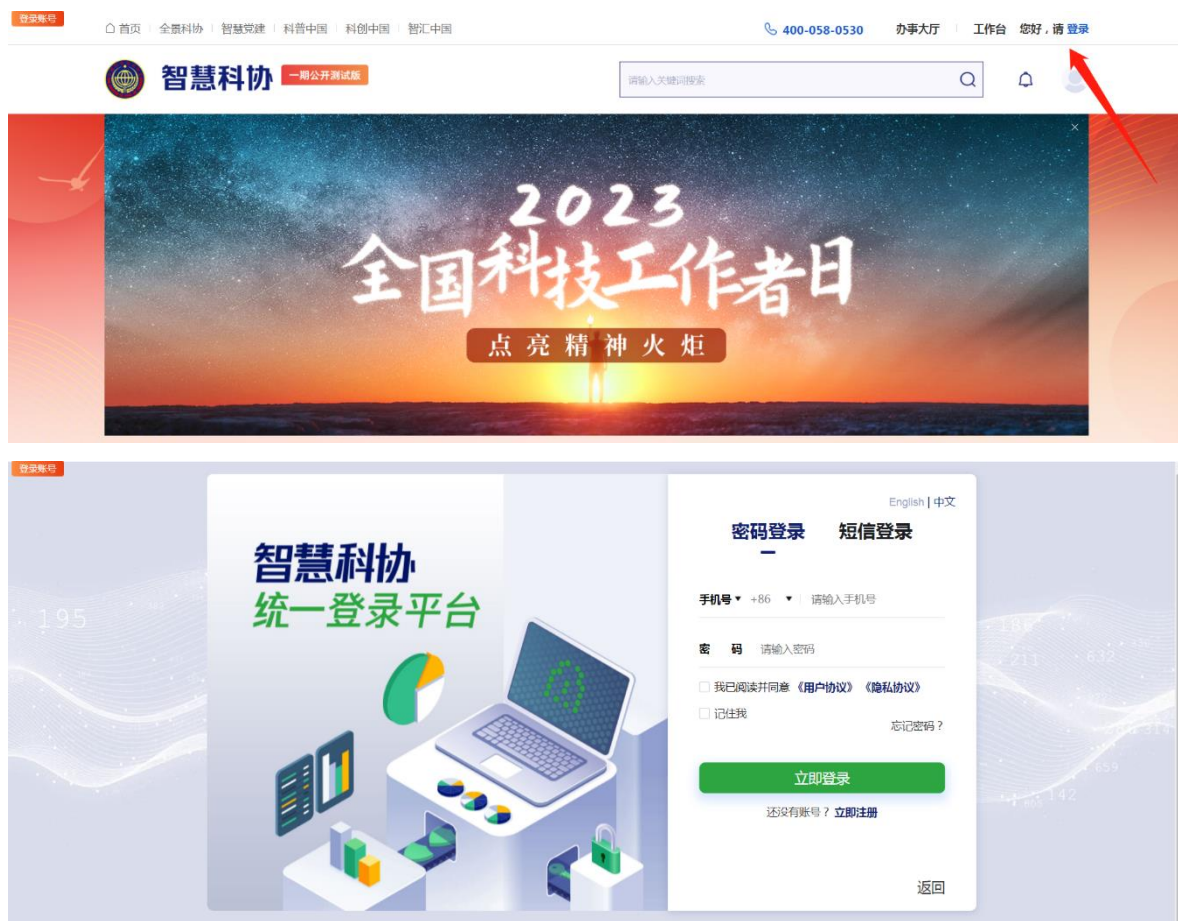 登录账号
首页 全景科协 智慧党建 科普中国 科创中国 智汇中国 400-058-0530 办事大厅 工作台 您好，请 登录
智慧科协 一期公开测试版 请输入关键词搜索
2023
全国科技工作者日
点亮精神火炬
登录账号
English | 中文
密码登录 短信登录
智慧科协
统一登录平台
手机号 +86 请输入手机号
密 码 请输入密码
我已阅读并同意《用户协议》《隐私协议》
记住我
忘记密码？
立即登录
还没有账号？立即注册
返回
195
286
211
632
314
659
142